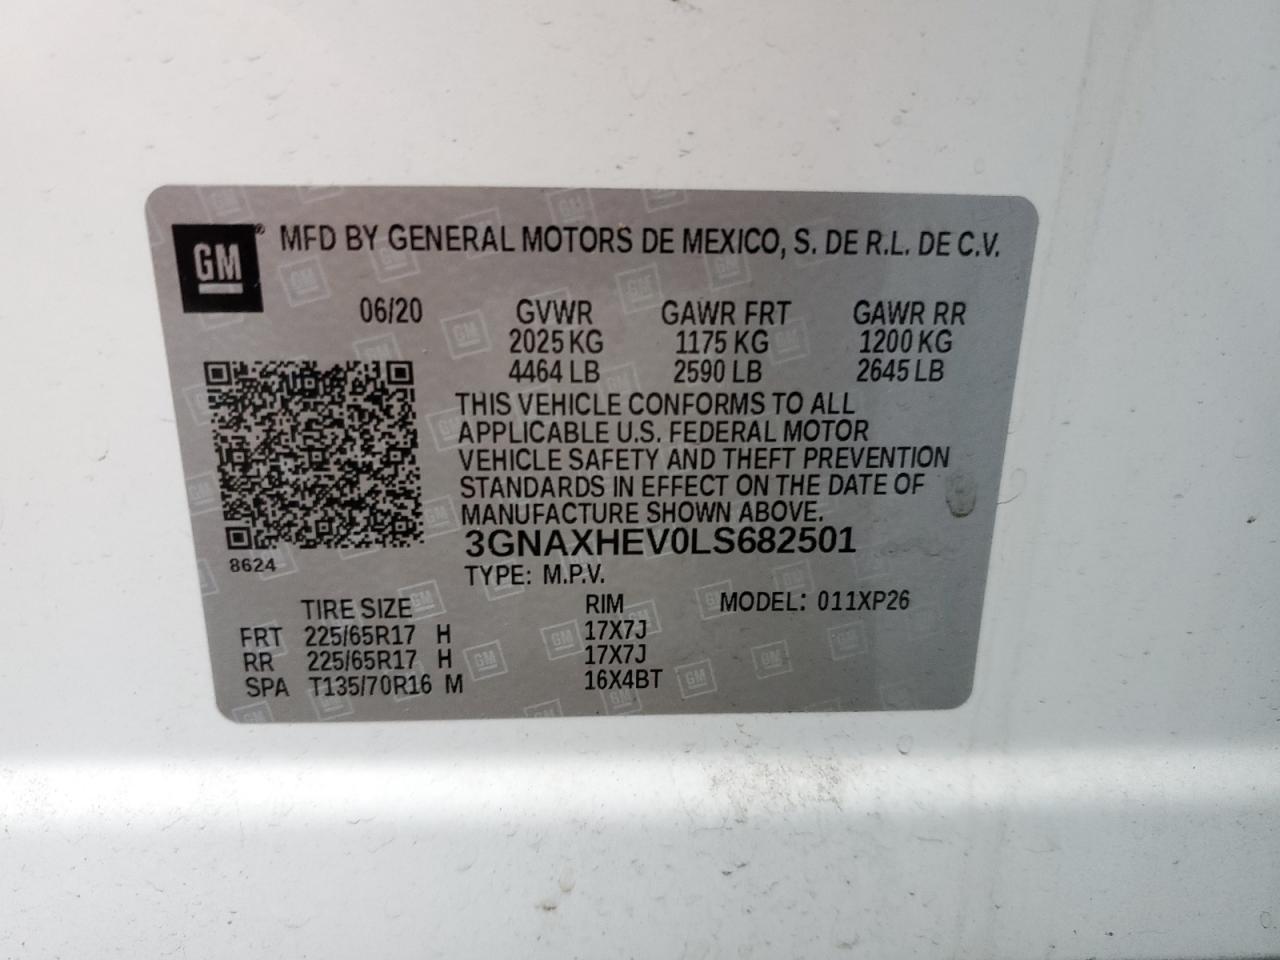 GM® MFD BY GENERAL MOTORS DE MEXICO, S. DE R.L. DE C.V.
06/20 GVWR GAWR FRT GAWR RR
2025 KG 1175 KG 1200 KG
4464 LB 2590 LB 2645 LB
THIS VEHICLE CONFORMS TO ALL
APPLICABLE U.S. FEDERAL MOTOR
VEHICLE SAFETY AND THEFT PREVENTION
STANDARDS IN EFFECT ON THE DATE OF
MANUFACTURE SHOWN ABOVE.
3GNAXHEV0LS682501
8624
TYPE: M.P.V.
TIRE SIZE RIM MODEL: 011XP26
FRT 225/65R17 H 17X7J
RR 225/65R17 H 17X7J
SPA T135/70R16 M 16X4BT